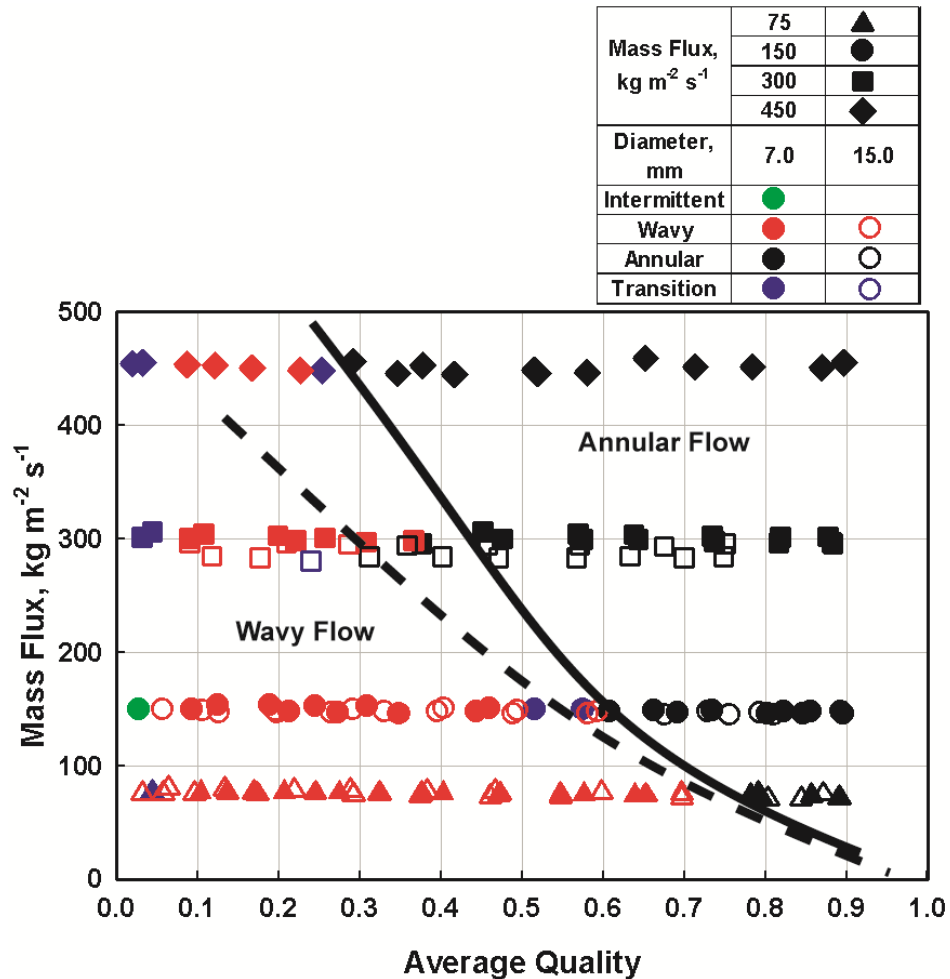 75
Mass Flux, 150
kg m-2 s-1 300
450
Diameter, mm 7.0 15.0
Intermittent
Wavy
Annular
Transition
500
400
300
200
100
0
Annular Flow
Wavy Flow
Mass Flux, kg m-2 s-1
0.0 0.1 0.2 0.3 0.4 0.5 0.6 0.7 0.8 0.9 1.0
Average Quality